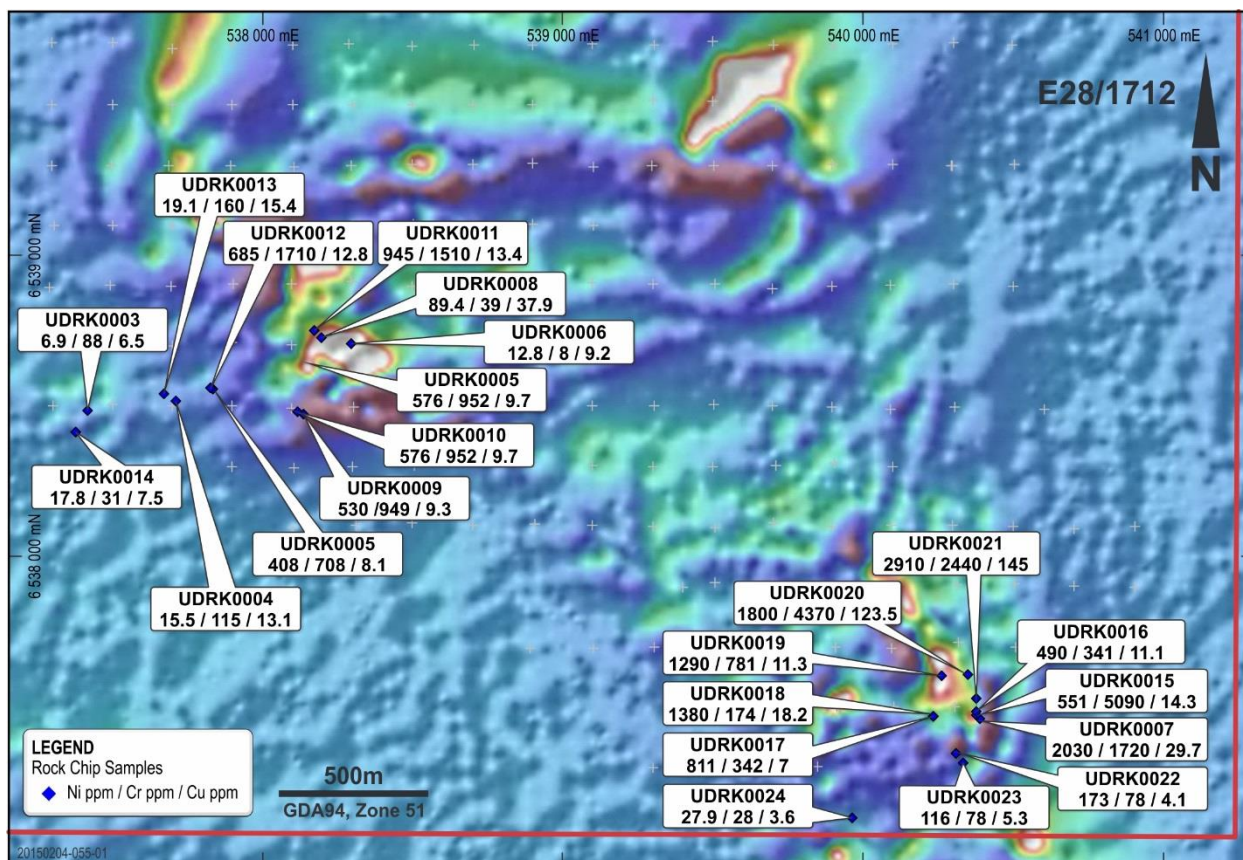 538 000 mE
539 000 mE
540 000 mE
541 000 mE
E28/1712
N
6 539 000 mN
6 538 000 mN
UDRK0013
19.1 / 160 / 15.4
UDRK0012
685 / 1710 / 12.8
UDRK0011
945 / 1510 / 13.4
UDRK0008
89.4 / 39 / 37.9
UDRK0003
6.9 / 88 / 6.5
UDRK0006
12.8 / 8 / 9.2
UDRK0005
576 / 952 / 9.7
UDRK0010
576 / 952 / 9.7
UDRK0014
17.8 / 31 / 7.5
UDRK0009
530 /949 / 9.3
UDRK0005
408 / 708 / 8.1
UDRK0004
15.5 / 115 / 13.1
UDRK0021
2910 / 2440 / 145
UDRK0020
1800 / 4370 / 123.5
UDRK0016
490 / 341 / 11.1
UDRK0019
1290 / 781 / 11.3
UDRK0015
551 / 5090 / 14.3
UDRK0018
1380 / 174 / 18.2
UDRK0007
2030 / 1720 / 29.7
UDRK0017
811 / 342 / 7
UDRK0022
173 / 78 / 4.1
UDRK0024
27.9 / 28 / 3.6
UDRK0023
116 / 78 / 5.3
LEGEND
Rock Chip Samples
Ni ppm / Cr ppm / Cu ppm
500m
GDA94, Zone 51
20150204-055-01